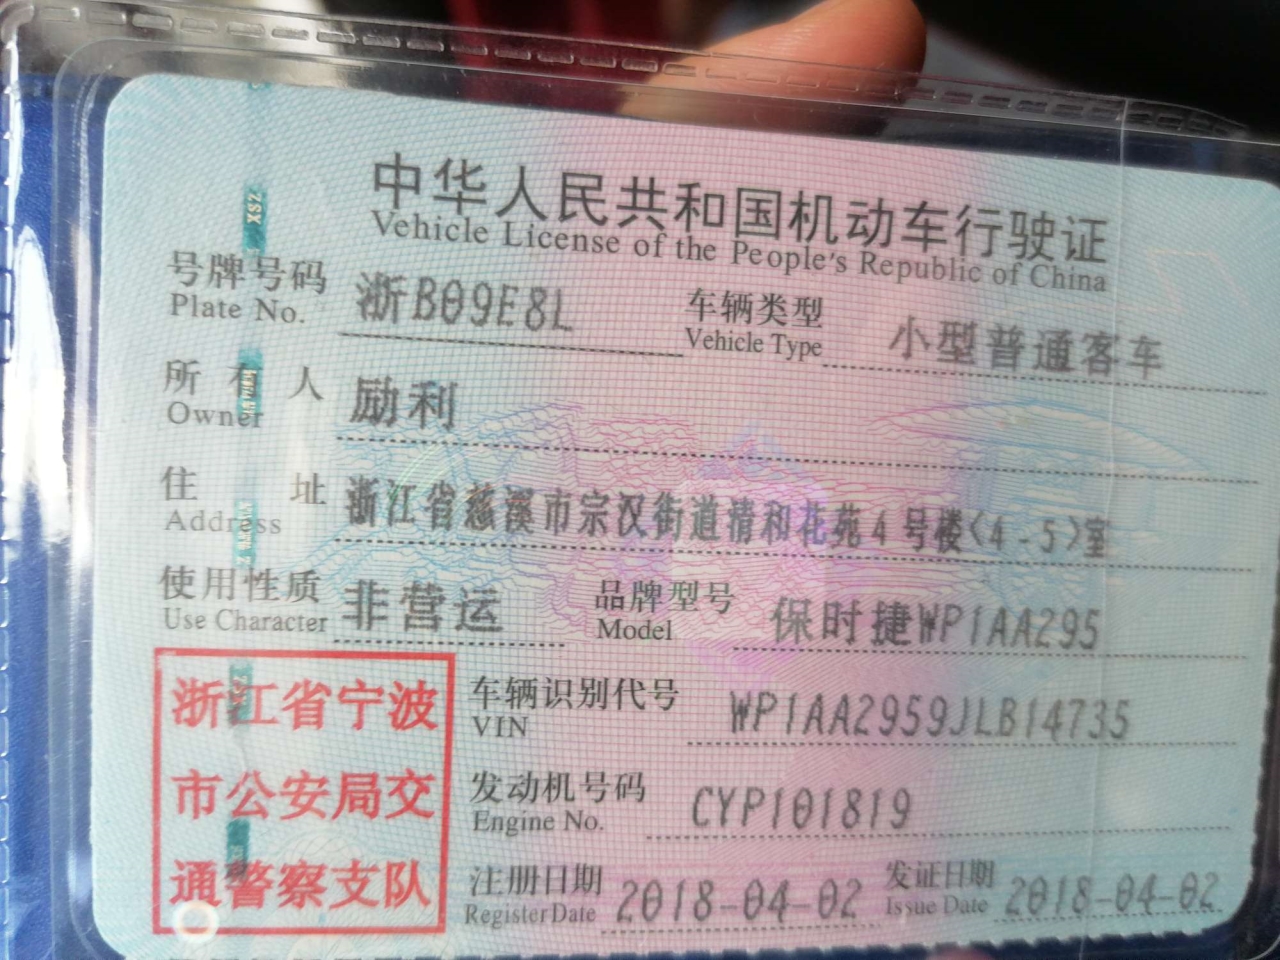 中华人民共和国机动车行驶证
Vehicle License of the People's Republic of China
号牌号码 浙B09E8L 车辆类型 小型普通客车
Plate No. Vehicle Type
所有人 励利
Owner
住址 浙江省慈溪市宗汉街道清和花苑4号楼<4-5>室
Address
使用性质 非营运 品牌型号 保时捷WP1AA295
Use Character Model
浙江省宁波
市公安局交
通警察支队
车辆识别代号 WP1AA2959JLB14735
VIN
发动机号码 CYP101819
Engine No.
注册日期 2018-04-02 发证日期 2018-04-02
Register Date Issue Date